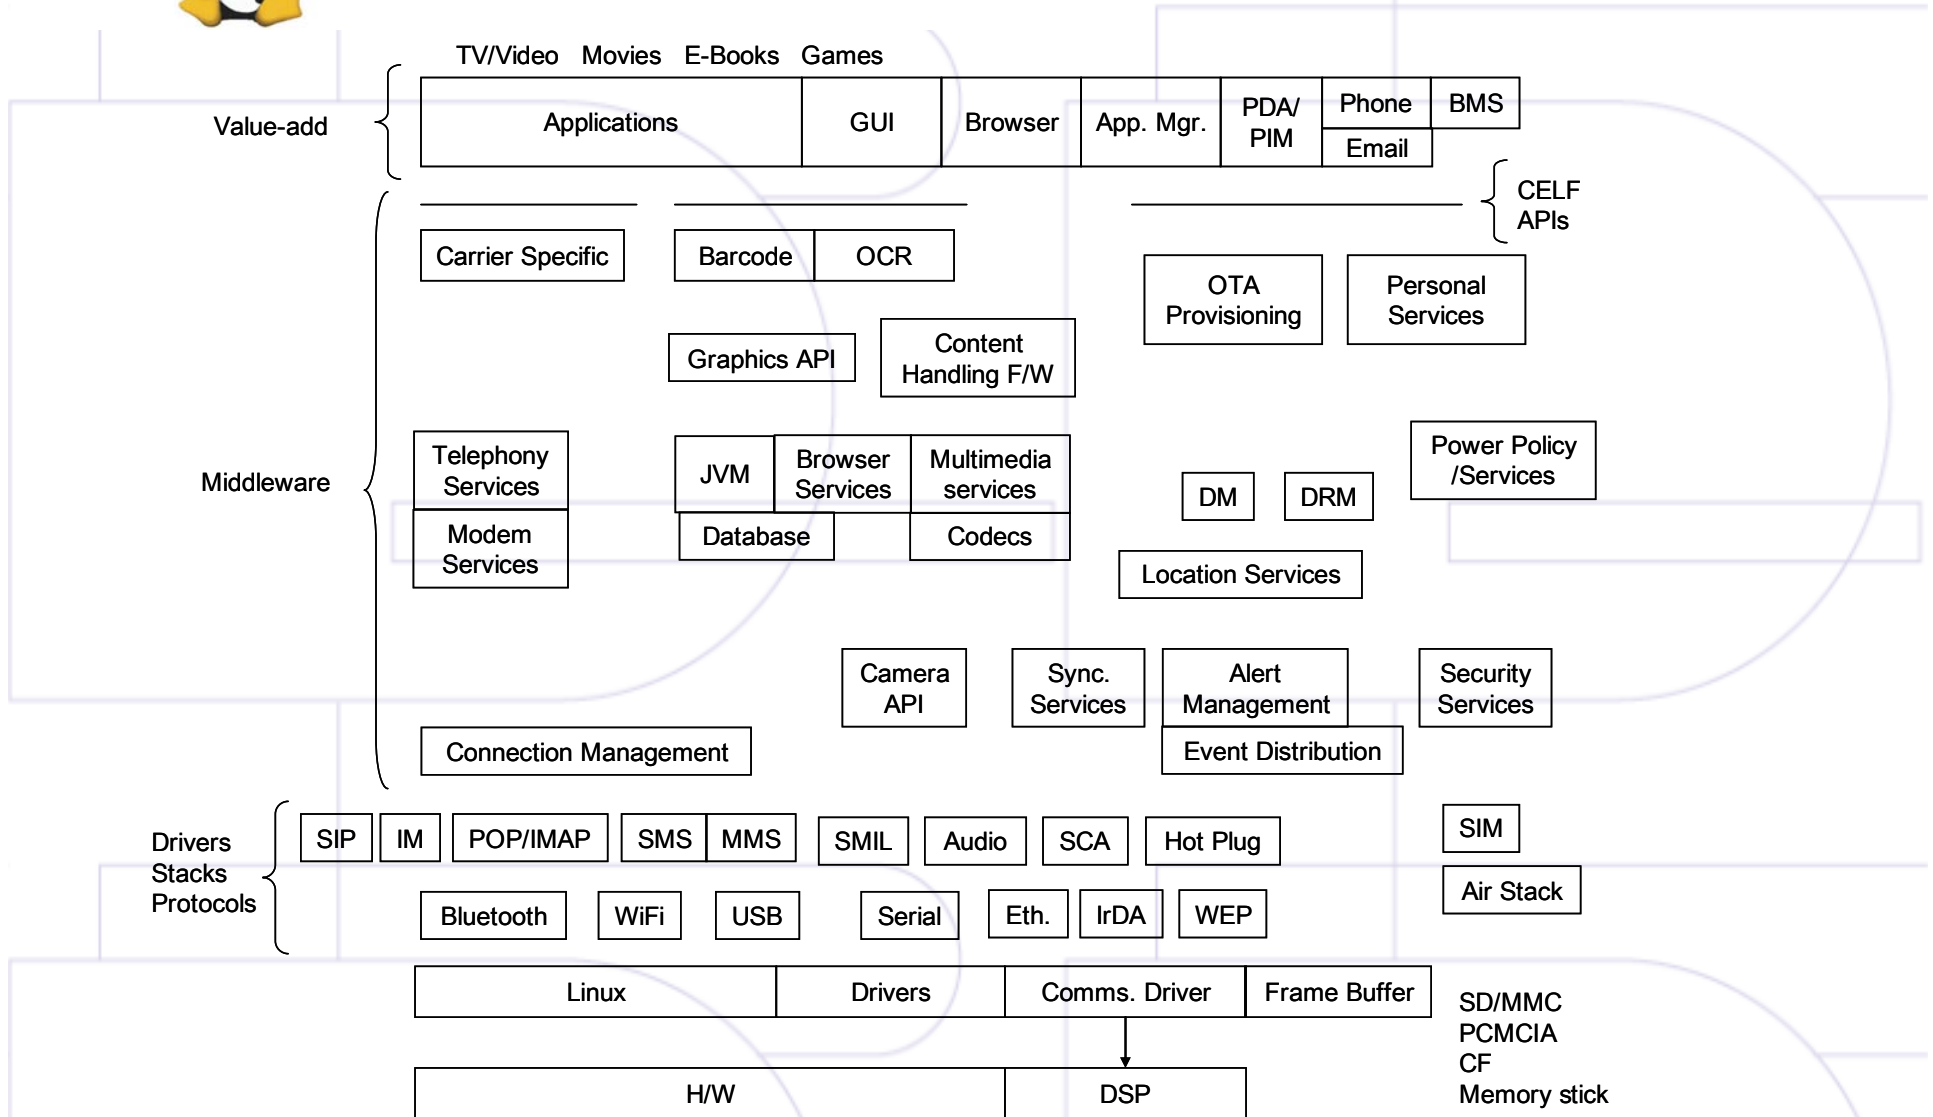 TV/Video Movies E-Books Games
Value-add
Applications
GUI
Browser
App. Mgr.
PDA/
PIM
Phone
BMS
Email
CELF
APIs
Carrier Specific
Barcode
OCR
OTA
Provisioning
Personal
Services
Graphics API
Content
Handling F/W
Middleware
Telephony
Services
Modem
Services
JVM
Browser
Services
Multimedia
services
Database
Codecs
DM
DRM
Power Policy
/Services
Location Services
Camera
API
Sync.
Services
Alert
Management
Event Distribution
Security
Services
Connection Management
Drivers
Stacks
Protocols
SIP
IM
POP/IMAP
SMS
MMS
SMIL
Audio
SCA
Hot Plug
SIM
Air Stack
Bluetooth
WiFi
USB
Serial
Eth.
IrDA
WEP
Linux
Drivers
Comms. Driver
Frame Buffer
SD/MMC
PCMCIA
CF
Memory stick
H/W
DSP